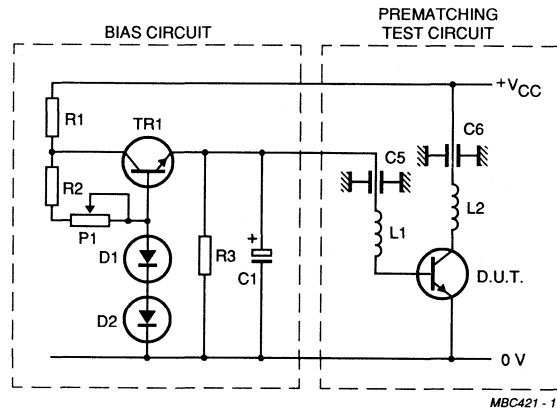 BIAS CIRCUIT
PREMATCHING
TEST CIRCUIT
+VCC
R1
TR1
C6
C5
R2
L2
P1
L1
D1
R3
+
C1
D.U.T.
D2
0 V
MBC421 - 1